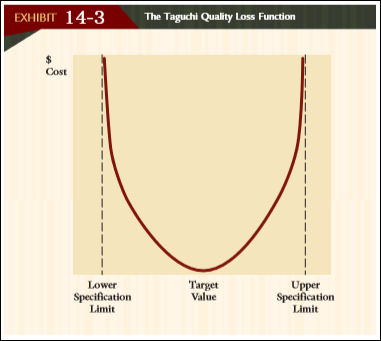 EXHIBIT 14-3 The Taguchi Quality Loss Function
$
Cost
Lower
Specification
Limit
Target
Value
Upper
Specification
Limit